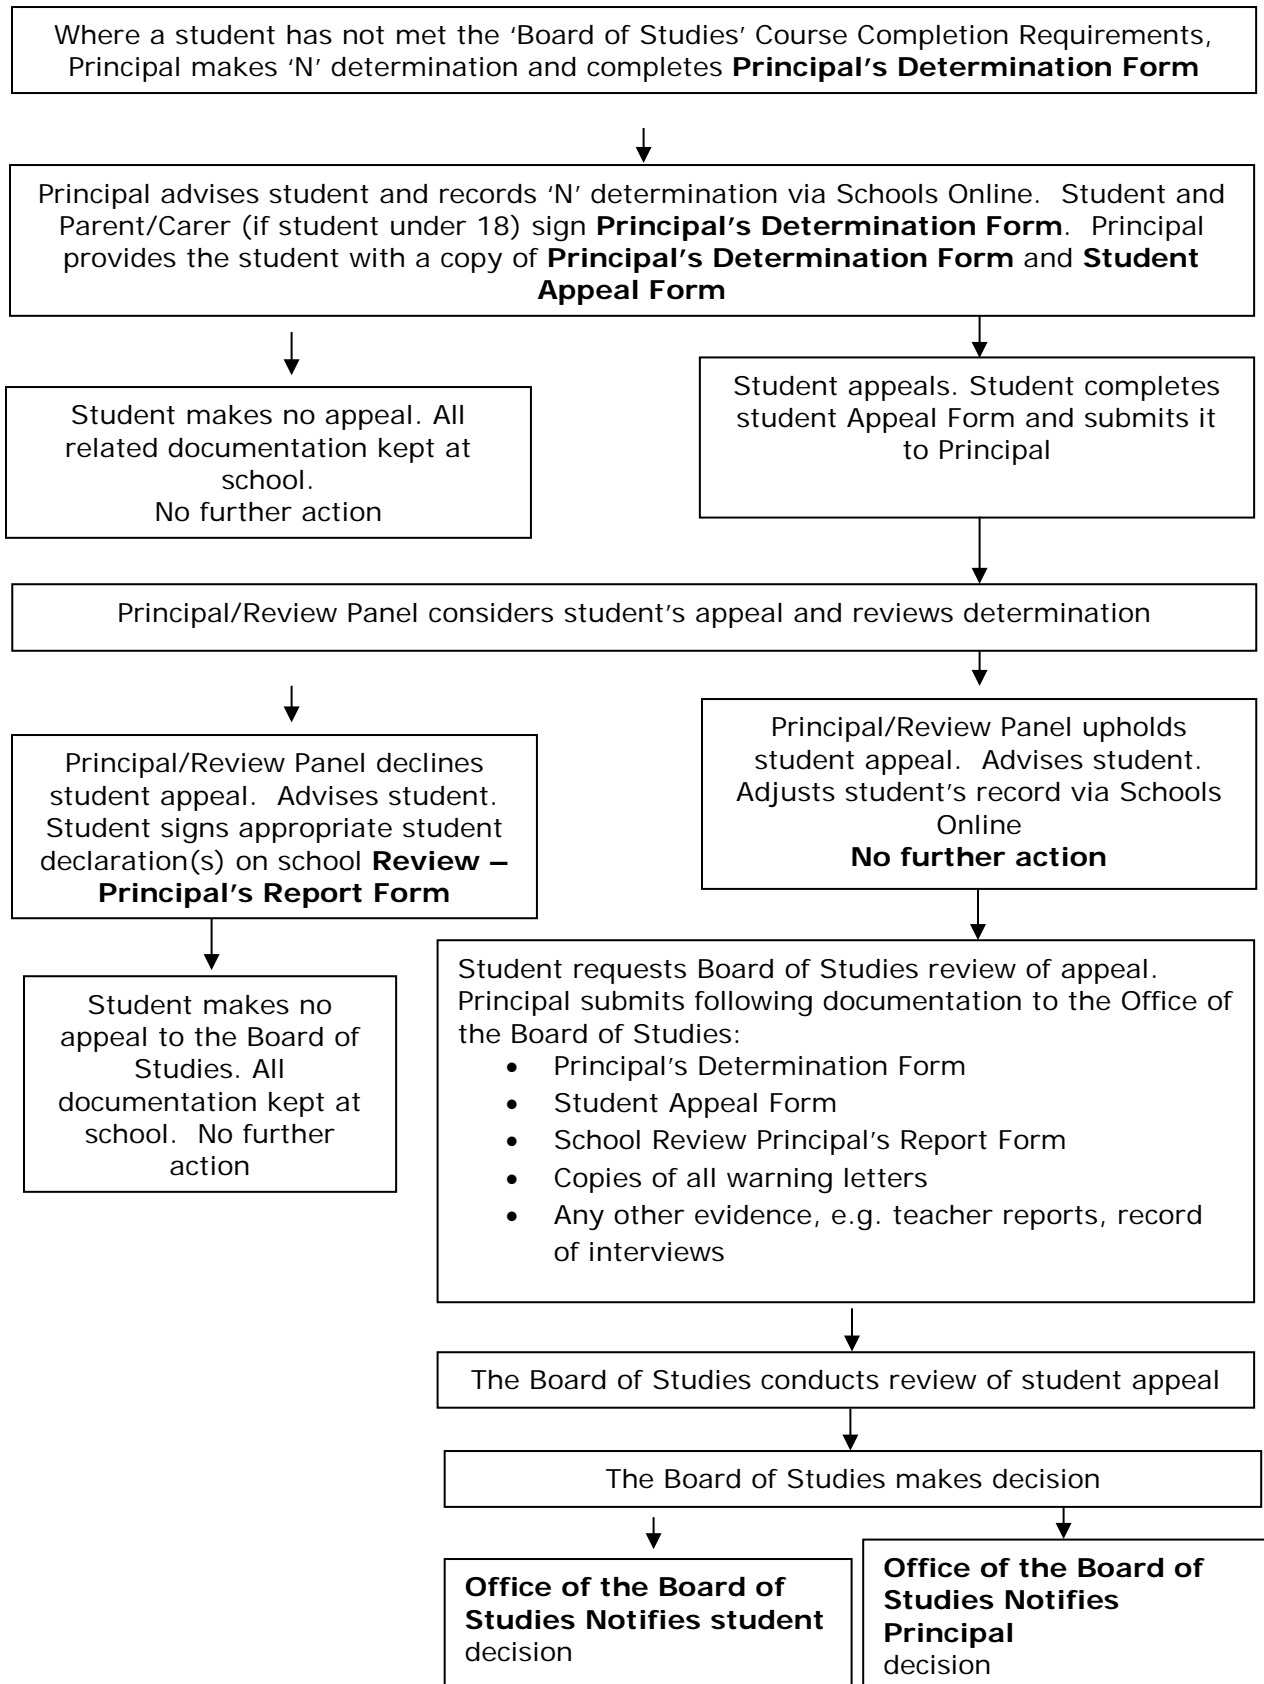 Where a student has not met the ‘Board of Studies’ Course Completion Requirements,
Principal makes ‘N’ determination and completes Principal’s Determination Form
Principal advises student and records ‘N’ determination via Schools Online.  Student and
Parent/Carer (if student under 18) sign Principal’s Determination Form.  Principal
provides the student with a copy of Principal’s Determination Form and Student
Appeal Form
Student makes no appeal. All
related documentation kept at
school.
No further action
Student appeals. Student completes
student Appeal Form and submits it
to Principal
Principal/Review Panel considers student’s appeal and reviews determination
Principal/Review Panel declines
student appeal.  Advises student.
Student signs appropriate student
declaration(s) on school Review –
Principal’s Report Form
Principal/Review Panel upholds
student appeal.  Advises student.
Adjusts student’s record via Schools
Online
No further action
Student makes no
appeal to the Board of
Studies. All
documentation kept at
school.  No further
action
Student requests Board of Studies review of appeal.
Principal submits following documentation to the Office of
the Board of Studies:
• Principal’s Determination Form
• Student Appeal Form
• School Review Principal’s Report Form
• Copies of all warning letters
• Any other evidence, e.g. teacher reports, record
of interviews
The Board of Studies conducts review of student appeal
The Board of Studies makes decision
Office of the Board of
Studies Notifies student
decision
Office of the Board of
Studies Notifies
Principal
decision